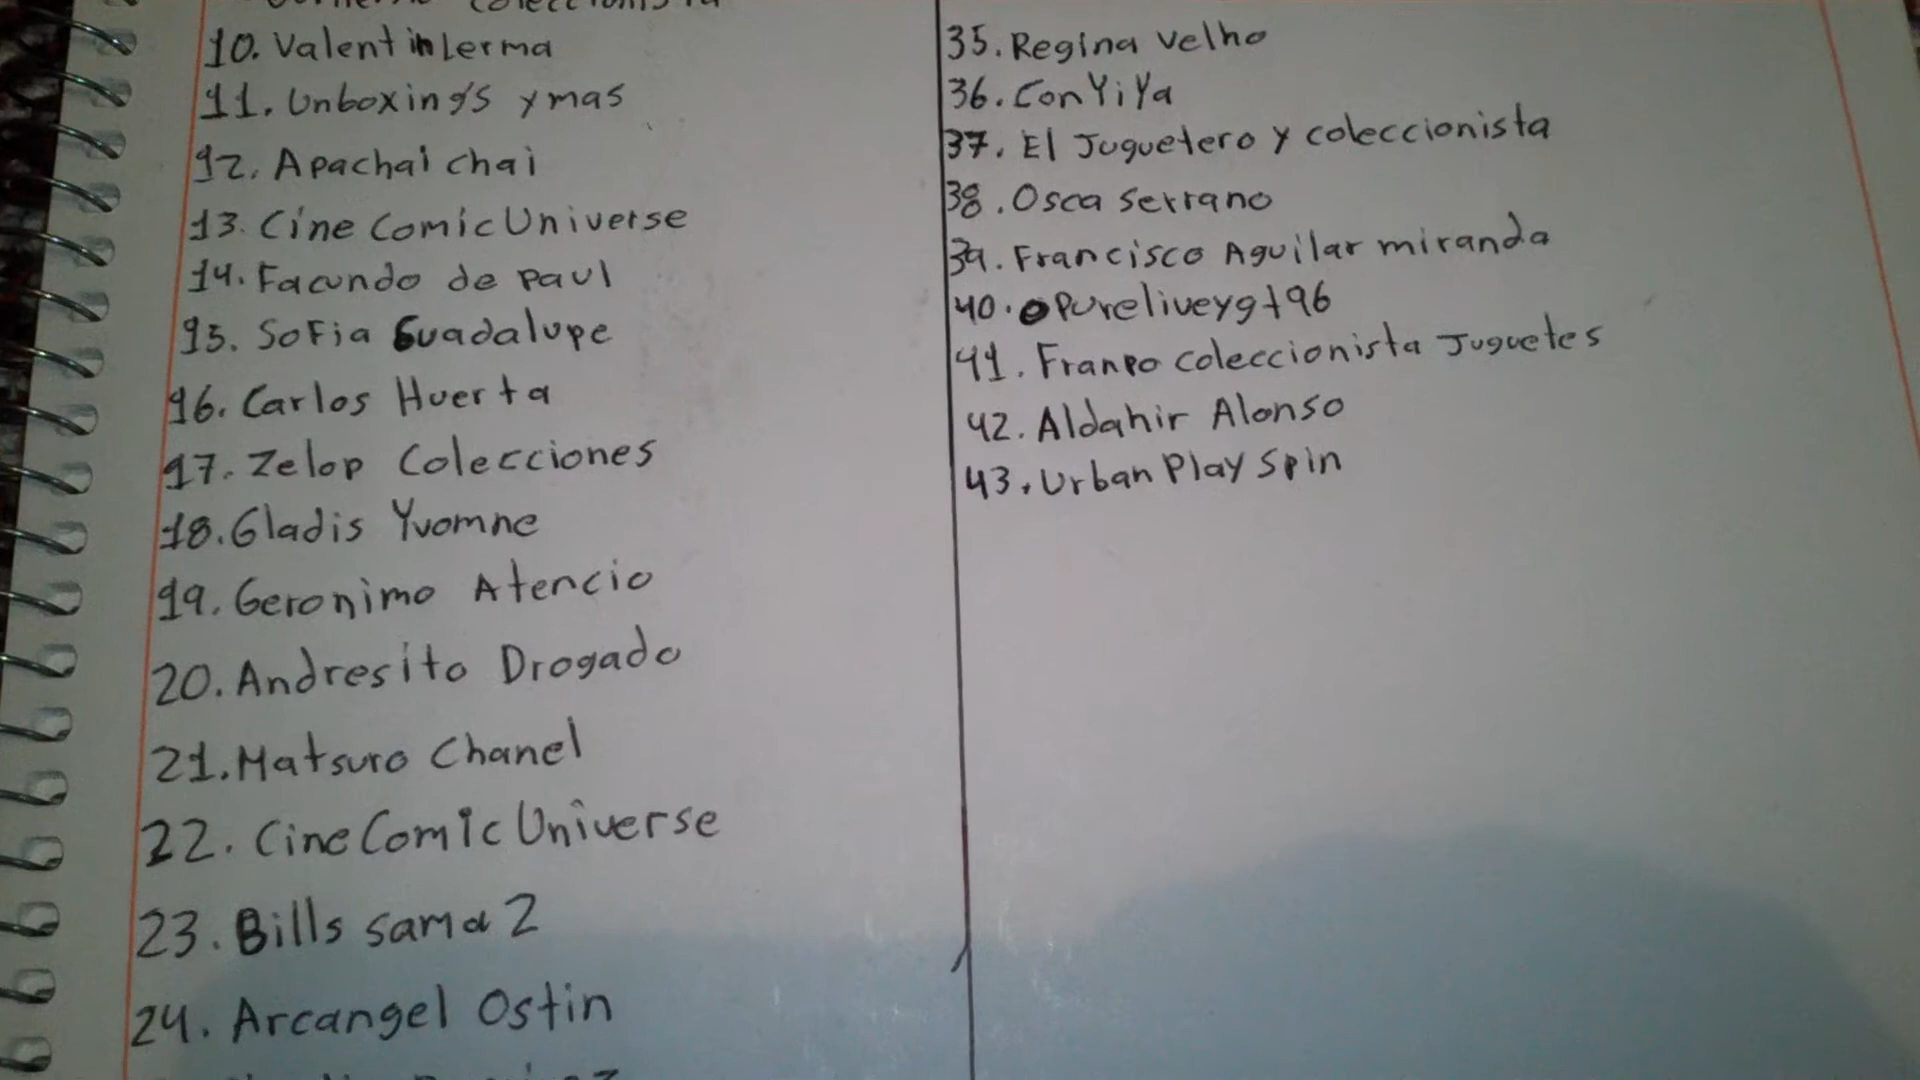 10. Valentin Lerma
11. Unboxing's y mas
12. Apachai chai
13. Cine Comic Universe
14. Facundo de paul
15. Sofia Guadalupe
16. Carlos Huerta
17. Zelop Colecciones
18. Gladis Yvomne
19. Geronimo Atencio
20. Andresito Drogado
21. Matsuro Chanel
22. Cine Comic Universe
23. Bills sama 2
24. Arcangel Ostin
35. Regina Velho
36. Con Yi Ya
37. El Juguetero y coleccionista
38. Osca Serrano
39. Francisco Aguilar miranda
40. Pureliveygt96
41. Franpo coleccionista Juguetes
42. Aldahir Alonso
43. Urban Play Spin